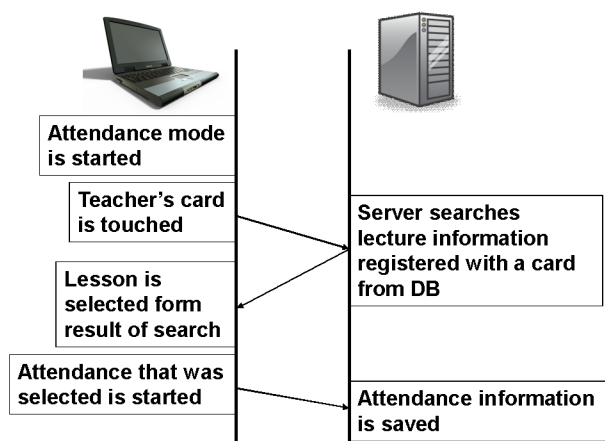 Attendance mode
is started
Teacher's card
is touched
Server searches
lecture information
registered with a card
from DB
Lesson is
selected form
result of search
Attendance that was
selected is started
Attendance information
is saved